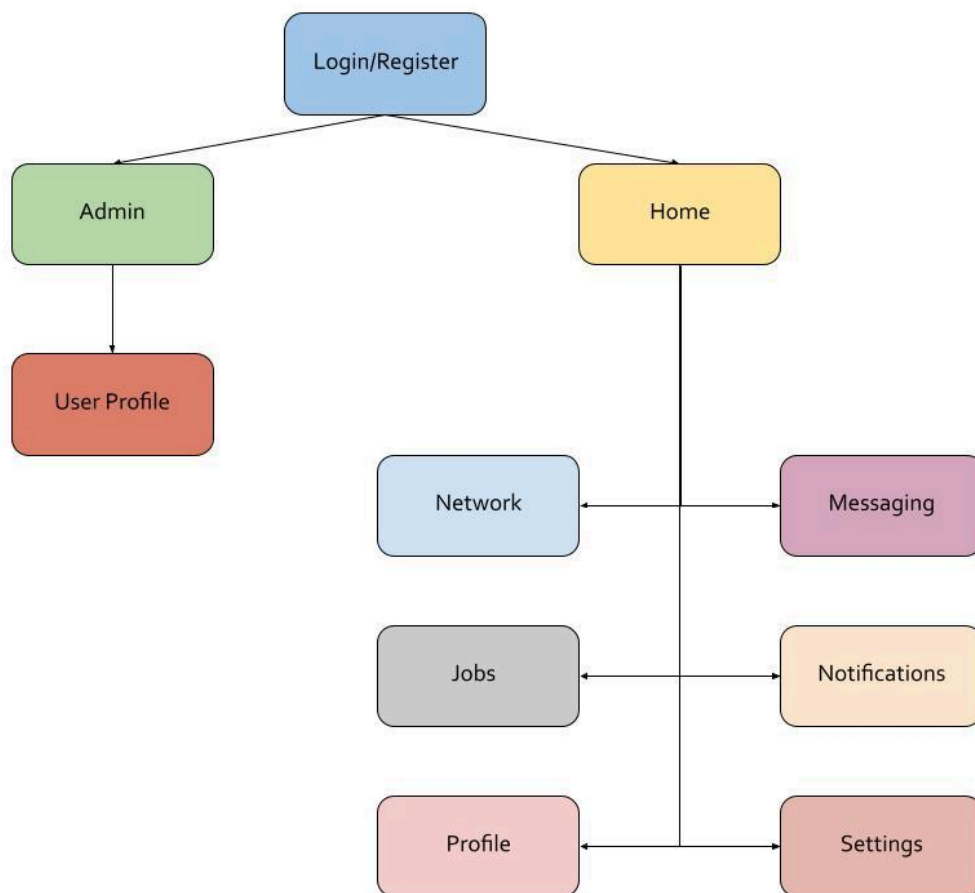 Login/Register
Admin
Home
User Profile
Network
Messaging
Jobs
Notifications
Profile
Settings